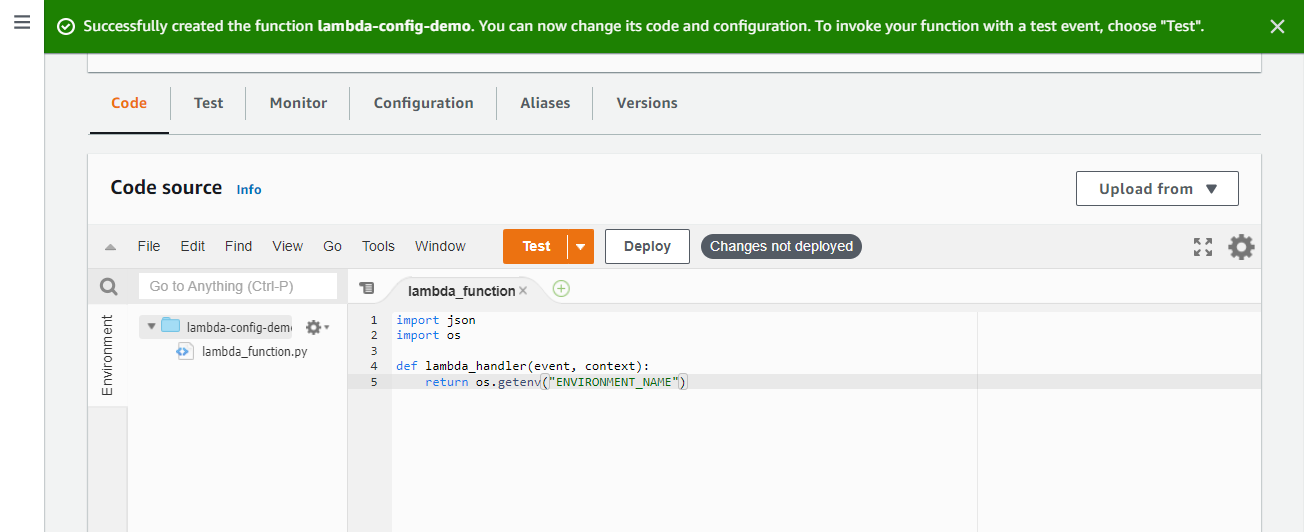 Successfully created the function lambda-config-demo. You can now change its code and configuration. To invoke your function with a test event, choose "Test".
Code Test Monitor Configuration Aliases Versions
Code source Info
Upload from
File Edit Find View Go Tools Window Test Deploy Changes not deployed
Go to Anything (Ctrl-P)
lambda_function
Environment
lambda-config-dem
lambda_function.py
1 import json
2 import os
3
4 def lambda_handler(event, context):
5 return os.getenv("ENVIRONMENT_NAME")